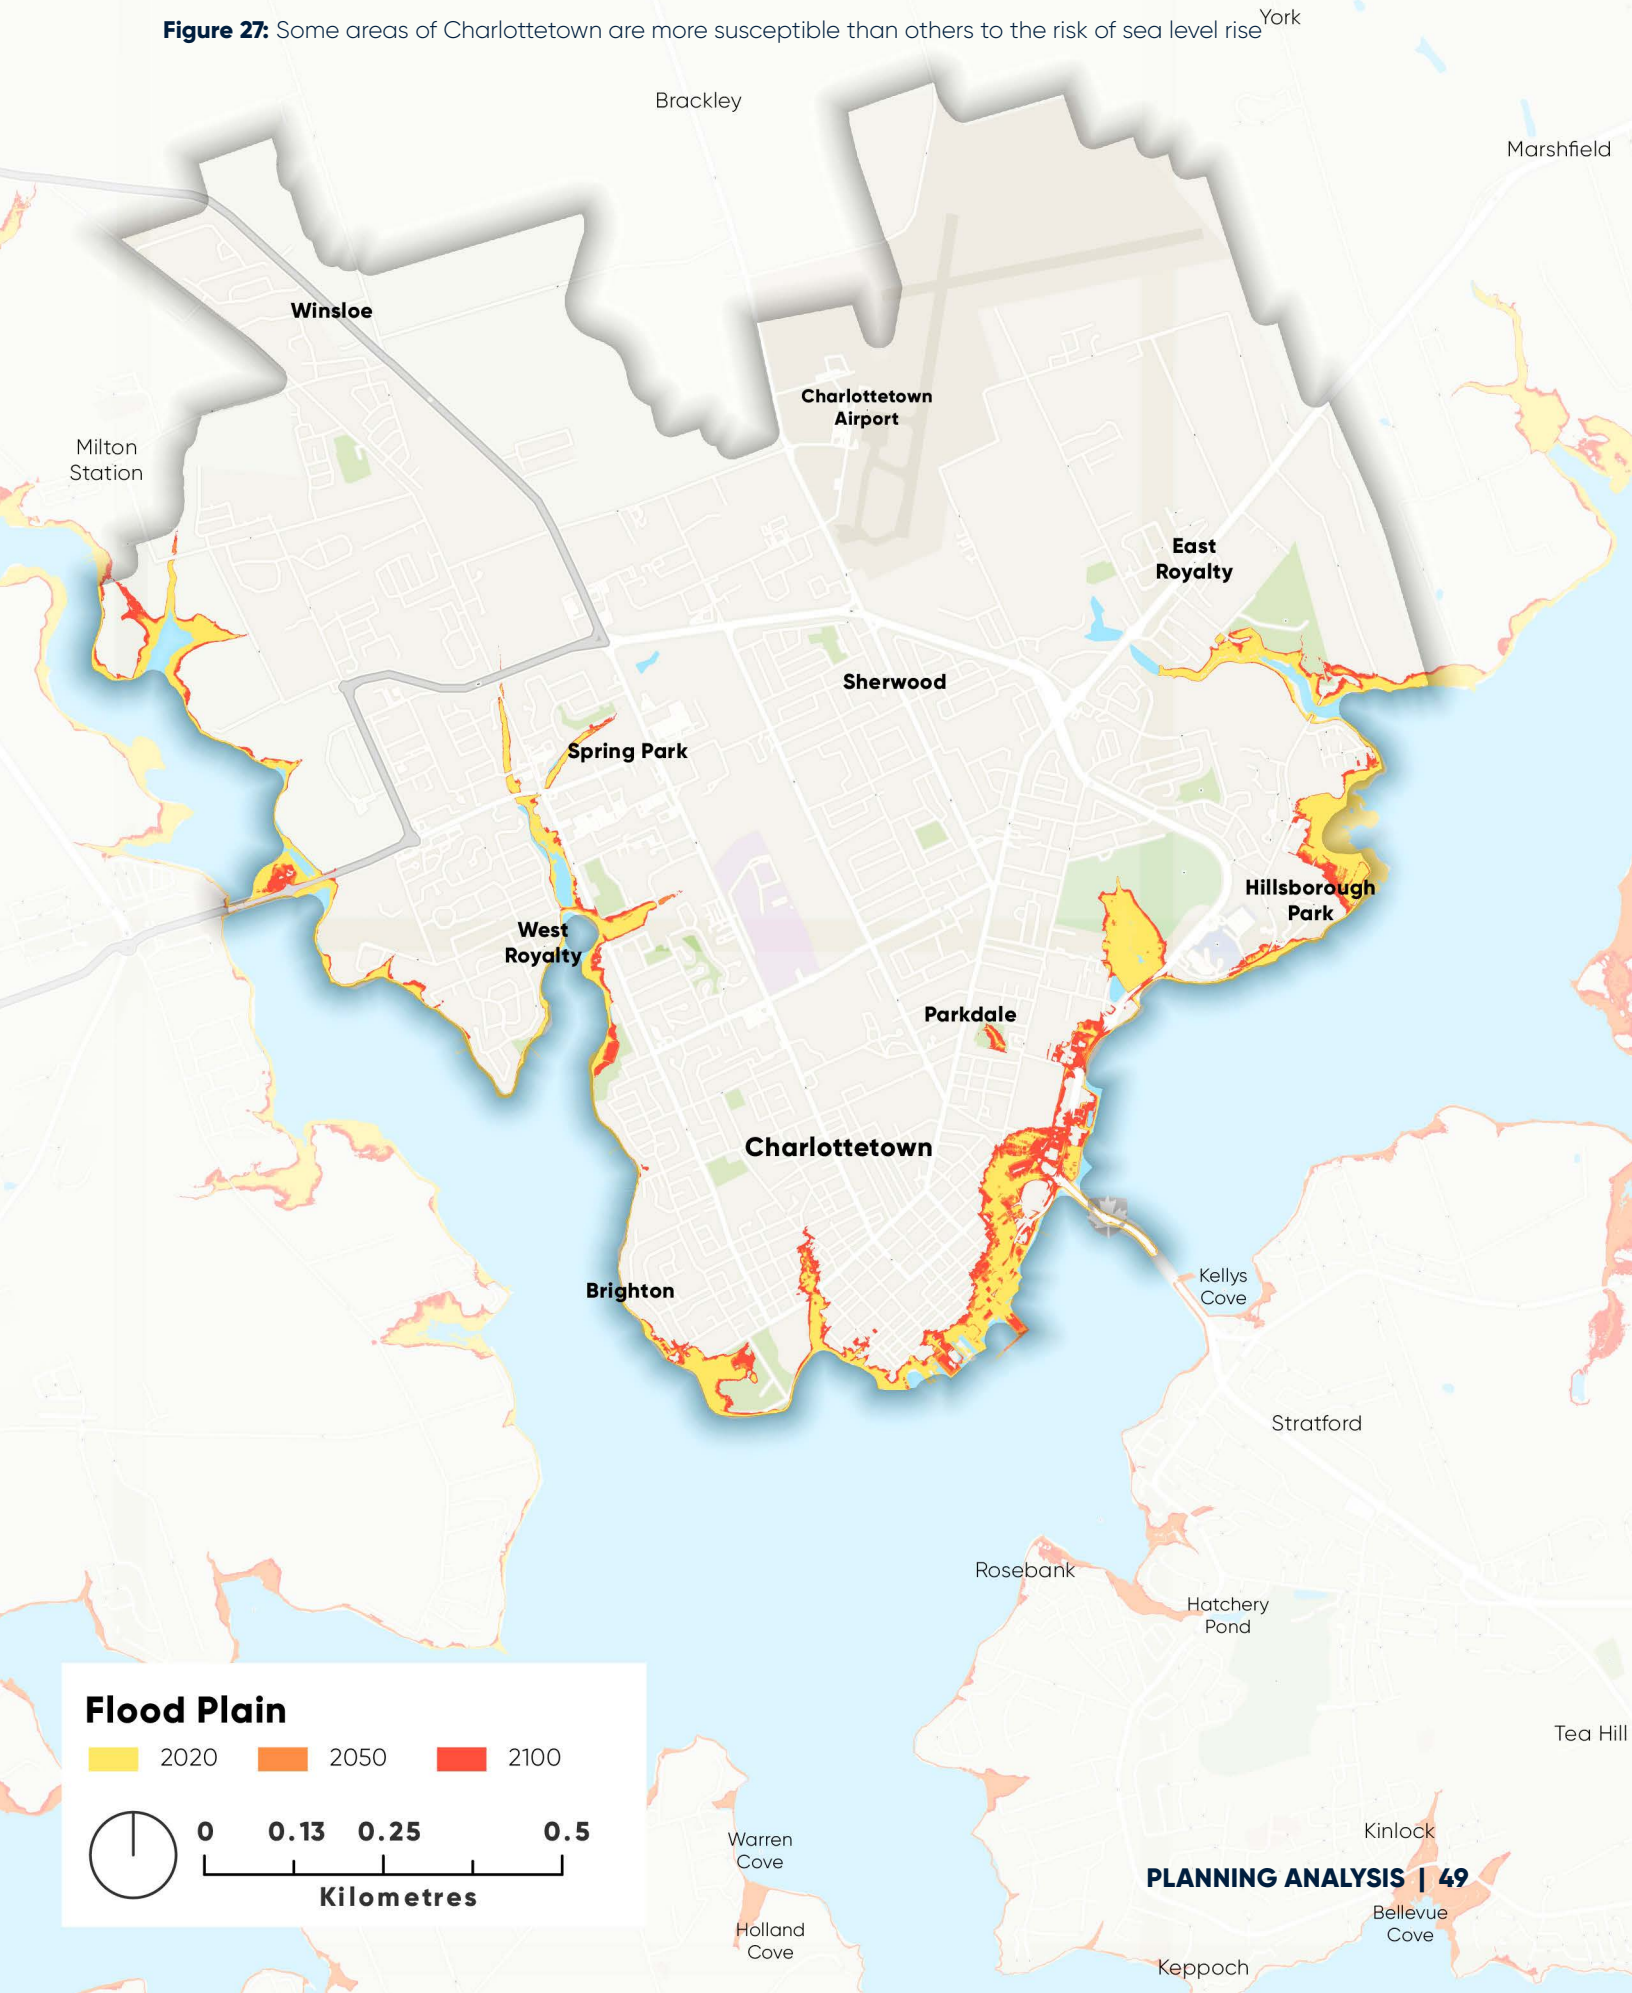 Figure 27: Some areas of Charlottetown are more susceptible than others to the risk of sea level rise
York
Brackley
Marshfield
Winsloe
Charlottetown
Airport
Milton
Station
East
Royalty
Sherwood
Spring Park
Hillsborough
Park
West
Royalty
Parkdale
Charlottetown
Brighton
Kellys
Cove
Stratford
Rosebank
Hatchery
Pond
Tea Hill
Flood Plain
2020 2050 2100
0 0.13 0.25 0.5
Kilometres
Warren
Cove
Kinlock
PLANNING ANALYSIS | 49
Bellevue
Cove
Holland
Cove
Keppoch